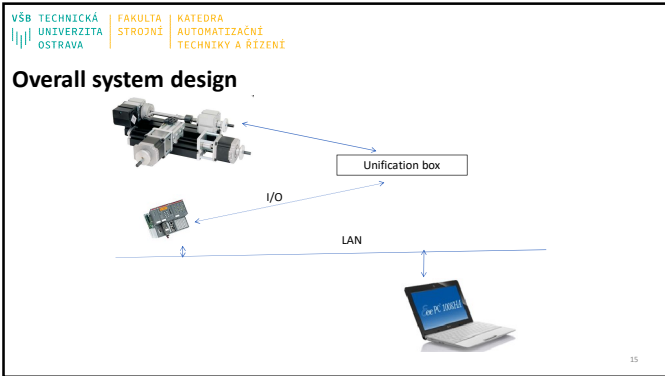 VŠB TECHNICKÁ UNIVERZITA OSTRAVA
FAKULTA STROJNÍ
KATEDRA AUTOMATIZAČNÍ TECHNIKY A ŘÍZENÍ
Overall system design
Unification box
I/O
LAN
15